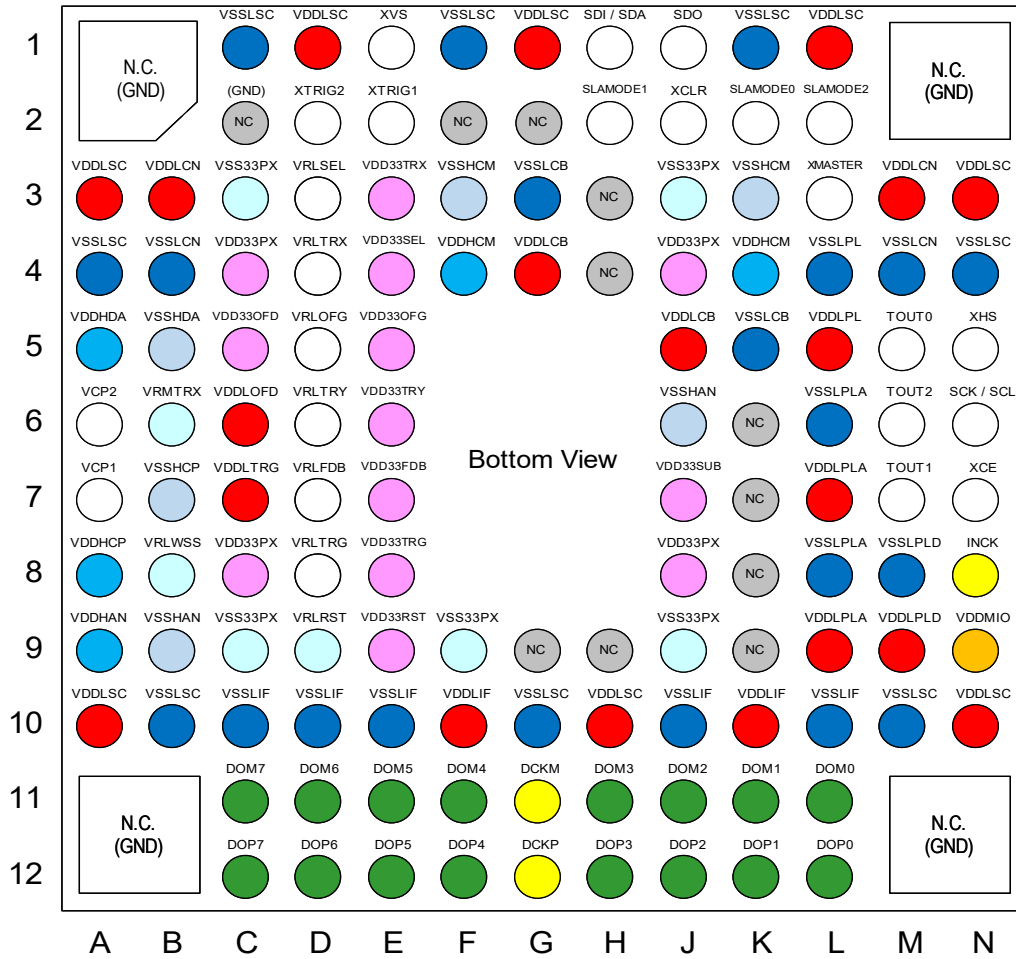 VSSLSC VDDLSC XVS VSSLSC VDDLSC SDI / SDA SDO VSSLSC VDDLSC
1
N.C.
(GND)
N.C.
(GND)
(GND) XTRIG2 XTRIG1 SLAMODE1 XCLR SLAMODE0 SLAMODE2
2 NC NC NC
VDDLSC VDDLCN VSS33PX VRLSEL VDD33TRX VSSHCM VSSLCB VSS33PX VSSHCM XMASTER VDDLCN VDDLSC
3 NC
VSSLSC VSSLCN VDD33PX VRLTRX VDD33SEL VDDHCM VDDLCB VDD33PX VDDHCM VSSLPL VSSLCN VSSLSC
4 NC
VDDHDA VSSHDA VDD33OFD VRLOFG VDD33OFG VDDLCB VSSLCB VDDLPL TOUT0 XHS
5
VCP2 VRMTRX VDDLOFD VRLTRY VDD33TRY VSSHAN VSSLPLA TOUT2 SCK / SCL
6 NC
Bottom View
VCP1 VSSHCP VDDLTRG VRLFDB VDD33FDB VDD33SUB VDDLPLA TOUT1 XCE
7 NC
VDDHCP VRLWSS VDD33PX VRLTRG VDD33TRG VDD33PX VSSLPLA VSSLPLD INCK
8 NC
VDDHAN VSSHAN VSS33PX VRLRST VDD33RST VSS33PX VSS33PX VDDLPLA VDDLPLD VDDMIO
9 NC NC NC
VDDLSC VSSLSC VSSLIF VSSLIF VSSLIF VDDLIF VSSLSC VDDLSC VSSLIF VDDLIF VSSLIF VSSLSC VDDLSC
10
DOM7 DOM6 DOM5 DOM4 DCKM DOM3 DOM2 DOM1 DOM0
11
N.C.
(GND)
N.C.
(GND)
DOP7 DOP6 DOP5 DOP4 DCKP DOP3 DOP2 DOP1 DOP0
12
A B C D E F G H J K L M N